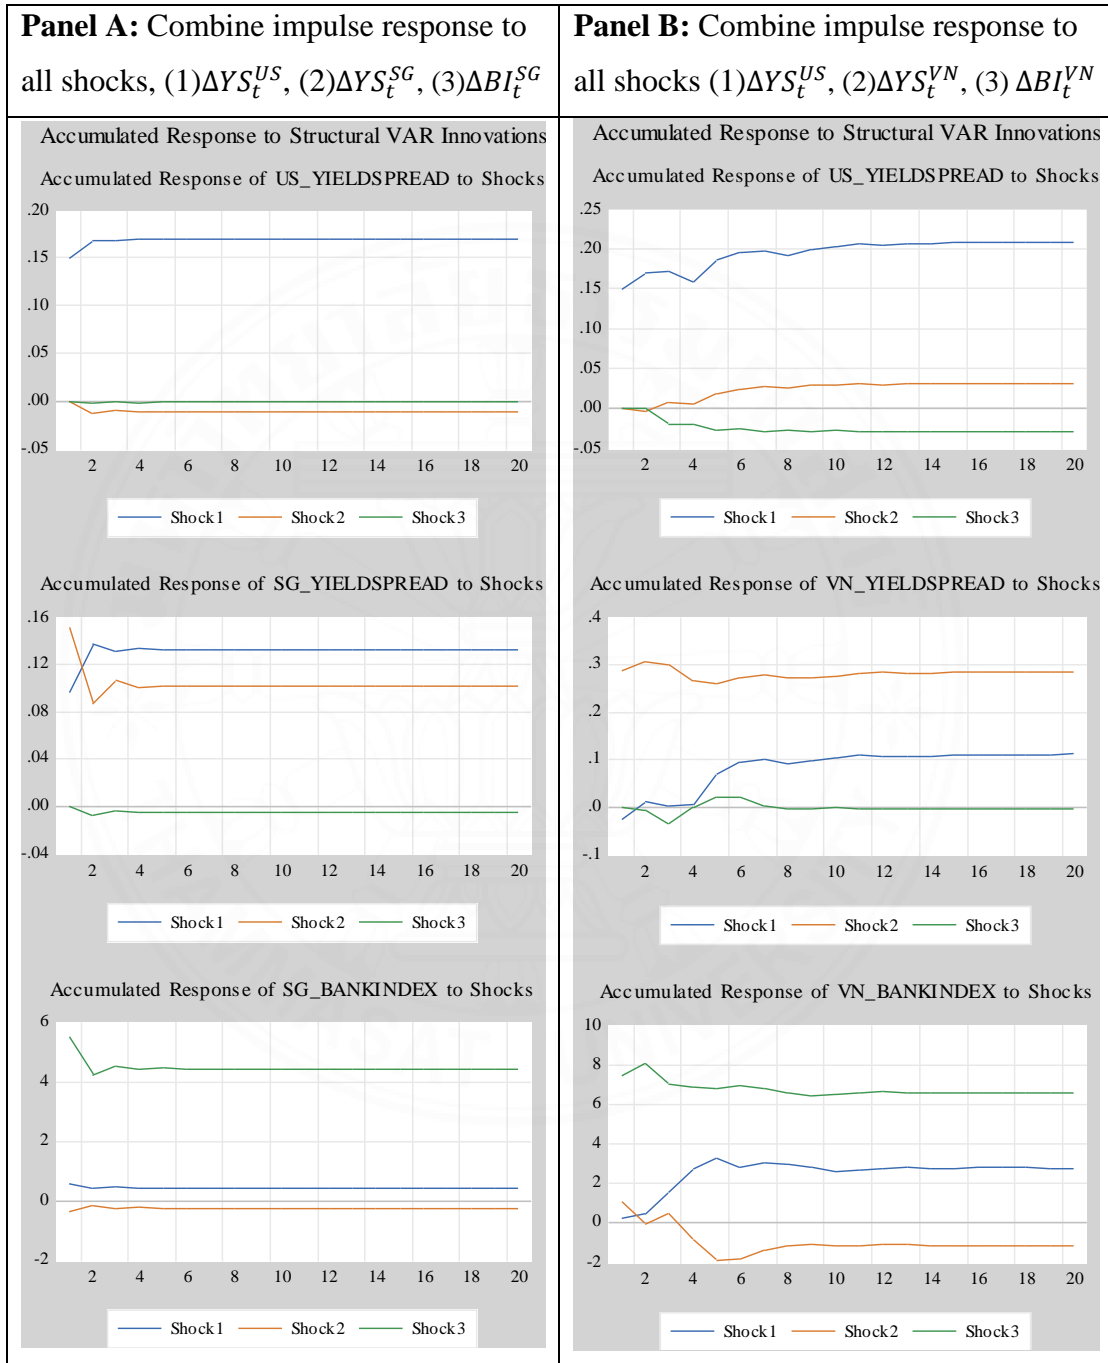 Panel A: Combine impulse response to
all shocks, (1)ΔYS_t^{US}, (2)ΔYS_t^{SG}, (3)ΔBI_t^{SG}
Panel B: Combine impulse response to
all shocks (1)ΔYS_t^{US}, (2)ΔYS_t^{VN}, (3) ΔBI_t^{VN}
Accumulated Response to Structural VAR Innovations
Accumulated Response of US_YIELDSPREAD to Shocks
.20
.15
.10
.05
.00
-.05
2 4 6 8 10 12 14 16 18 20
Shock1 Shock2 Shock3
Accumulated Response of SG_YIELDSPREAD to Shocks
.16
.12
.08
.04
.00
-.04
2 4 6 8 10 12 14 16 18 20
Shock1 Shock2 Shock3
Accumulated Response of SG_BANKINDEX to Shocks
6
4
2
0
-2
2 4 6 8 10 12 14 16 18 20
Shock1 Shock2 Shock3
Accumulated Response to Structural VAR Innovations
Accumulated Response of US_YIELDSPREAD to Shocks
.25
.20
.15
.10
.05
.00
-.05
2 4 6 8 10 12 14 16 18 20
Shock1 Shock2 Shock3
Accumulated Response of VN_YIELDSPREAD to Shocks
.4
.3
.2
.1
.0
-.1
2 4 6 8 10 12 14 16 18 20
Shock1 Shock2 Shock3
Accumulated Response of VN_BANKINDEX to Shocks
10
8
6
4
2
0
-2
2 4 6 8 10 12 14 16 18 20
Shock1 Shock2 Shock3